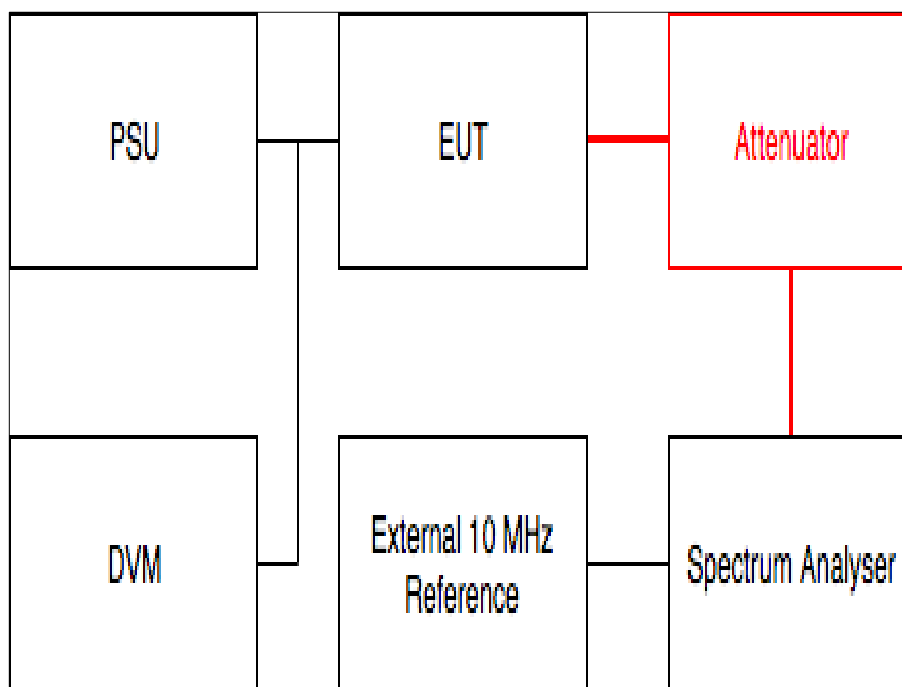 PSU
EUT
Attenuator
DVM
External 10 MHz
Reference
Spectrum Analyser